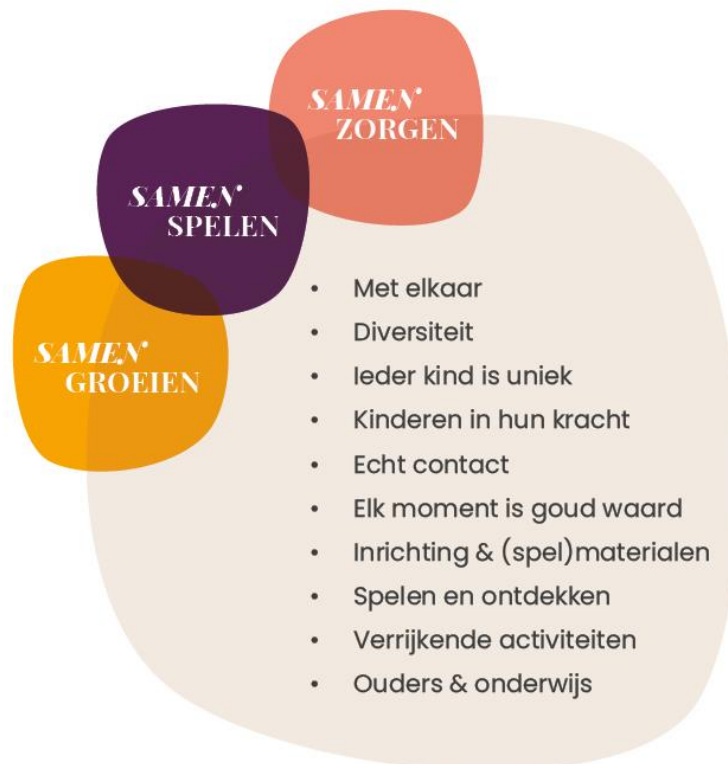 SAMEN
ZORGEN
SAMEN
SPELEN
SAMEN
GROEIEN
• Met elkaar
• Diversiteit
• Ieder kind is uniek
• Kinderen in hun kracht
• Echt contact
• Elk moment is goud waard
• Inrichting & (spel)materialen
• Spelen en ontdekken
• Verrijkende activiteiten
• Ouders & onderwijs